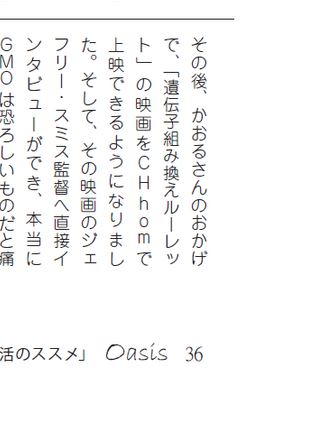 その後、かおるさんのおかげ
で、「遺伝子組み換えルーレッ
ト」の映画をCHhomで
上映できるようになりまし
た。そして、その映画のジェ
フリー・スミス監督へ直接イ
ンタビューができ、本当に
GMOは恐ろしいものだと痛
活のススメ」 Oasis 36